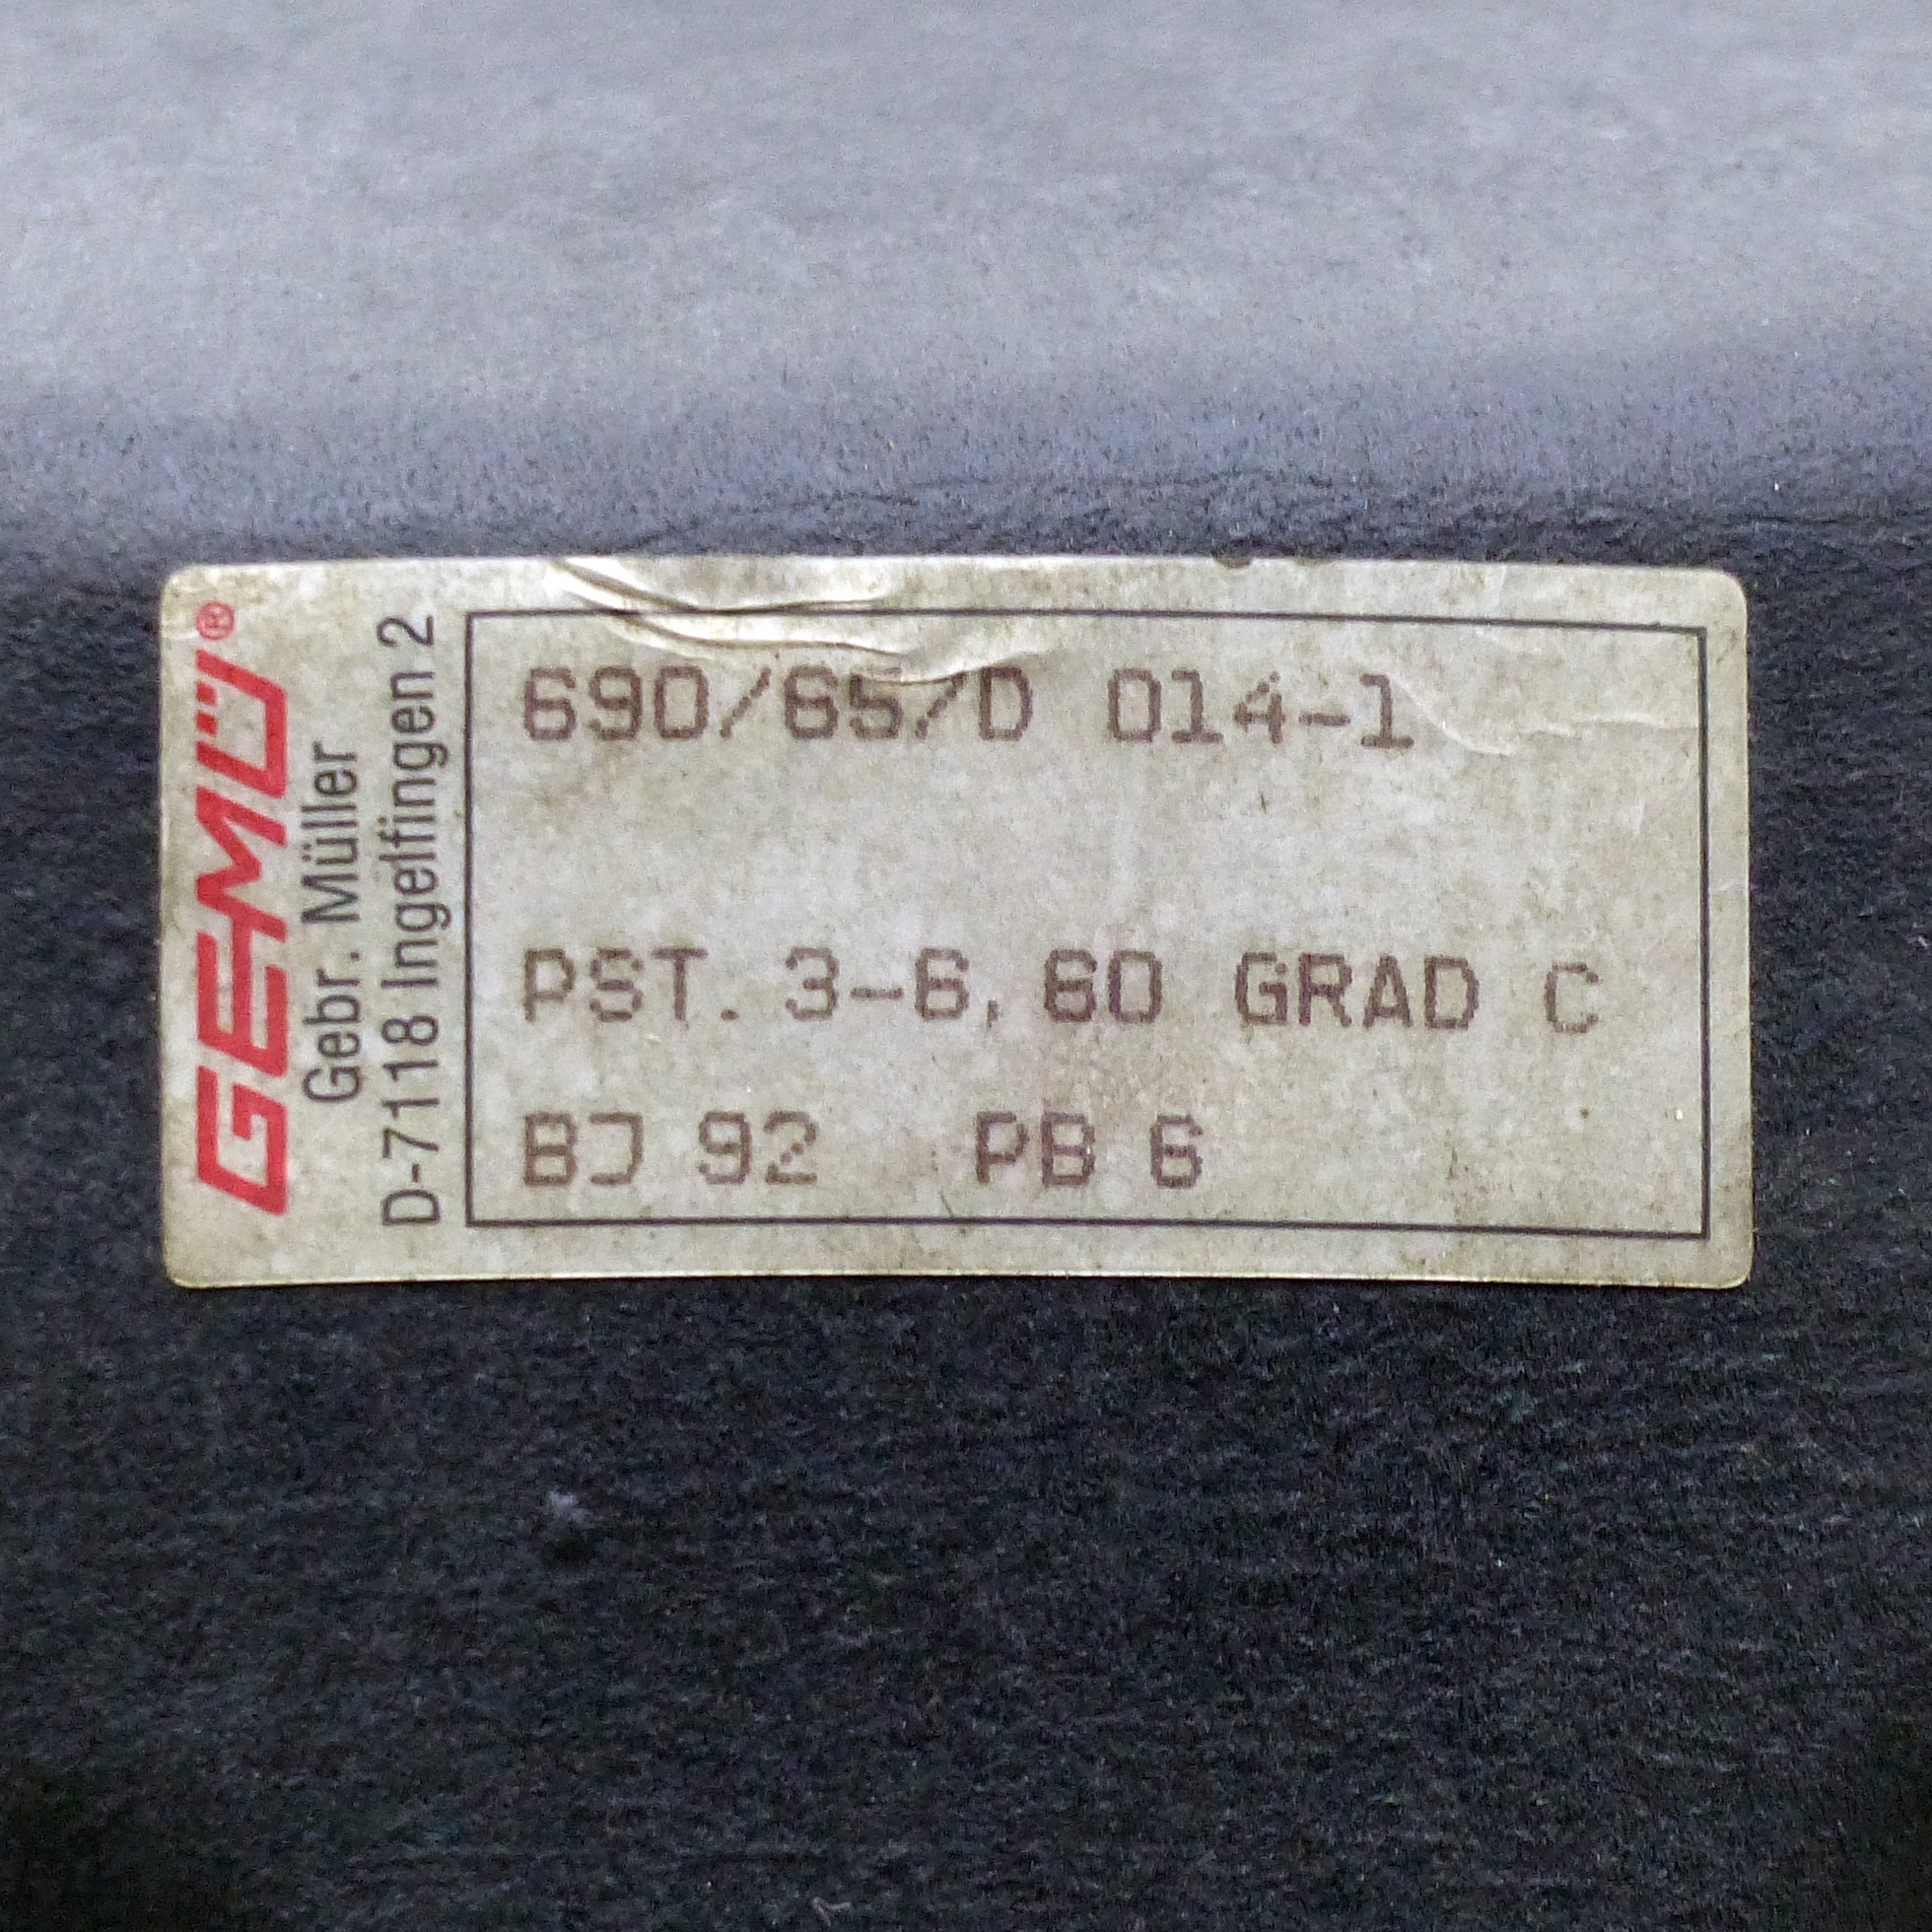 GEMÜ®
Gebr. Müller
D-7118 Ingelfingen 2
690/65/D 014-1
PST. 3-6, 60 GRAD C
BJ 92 PB 6